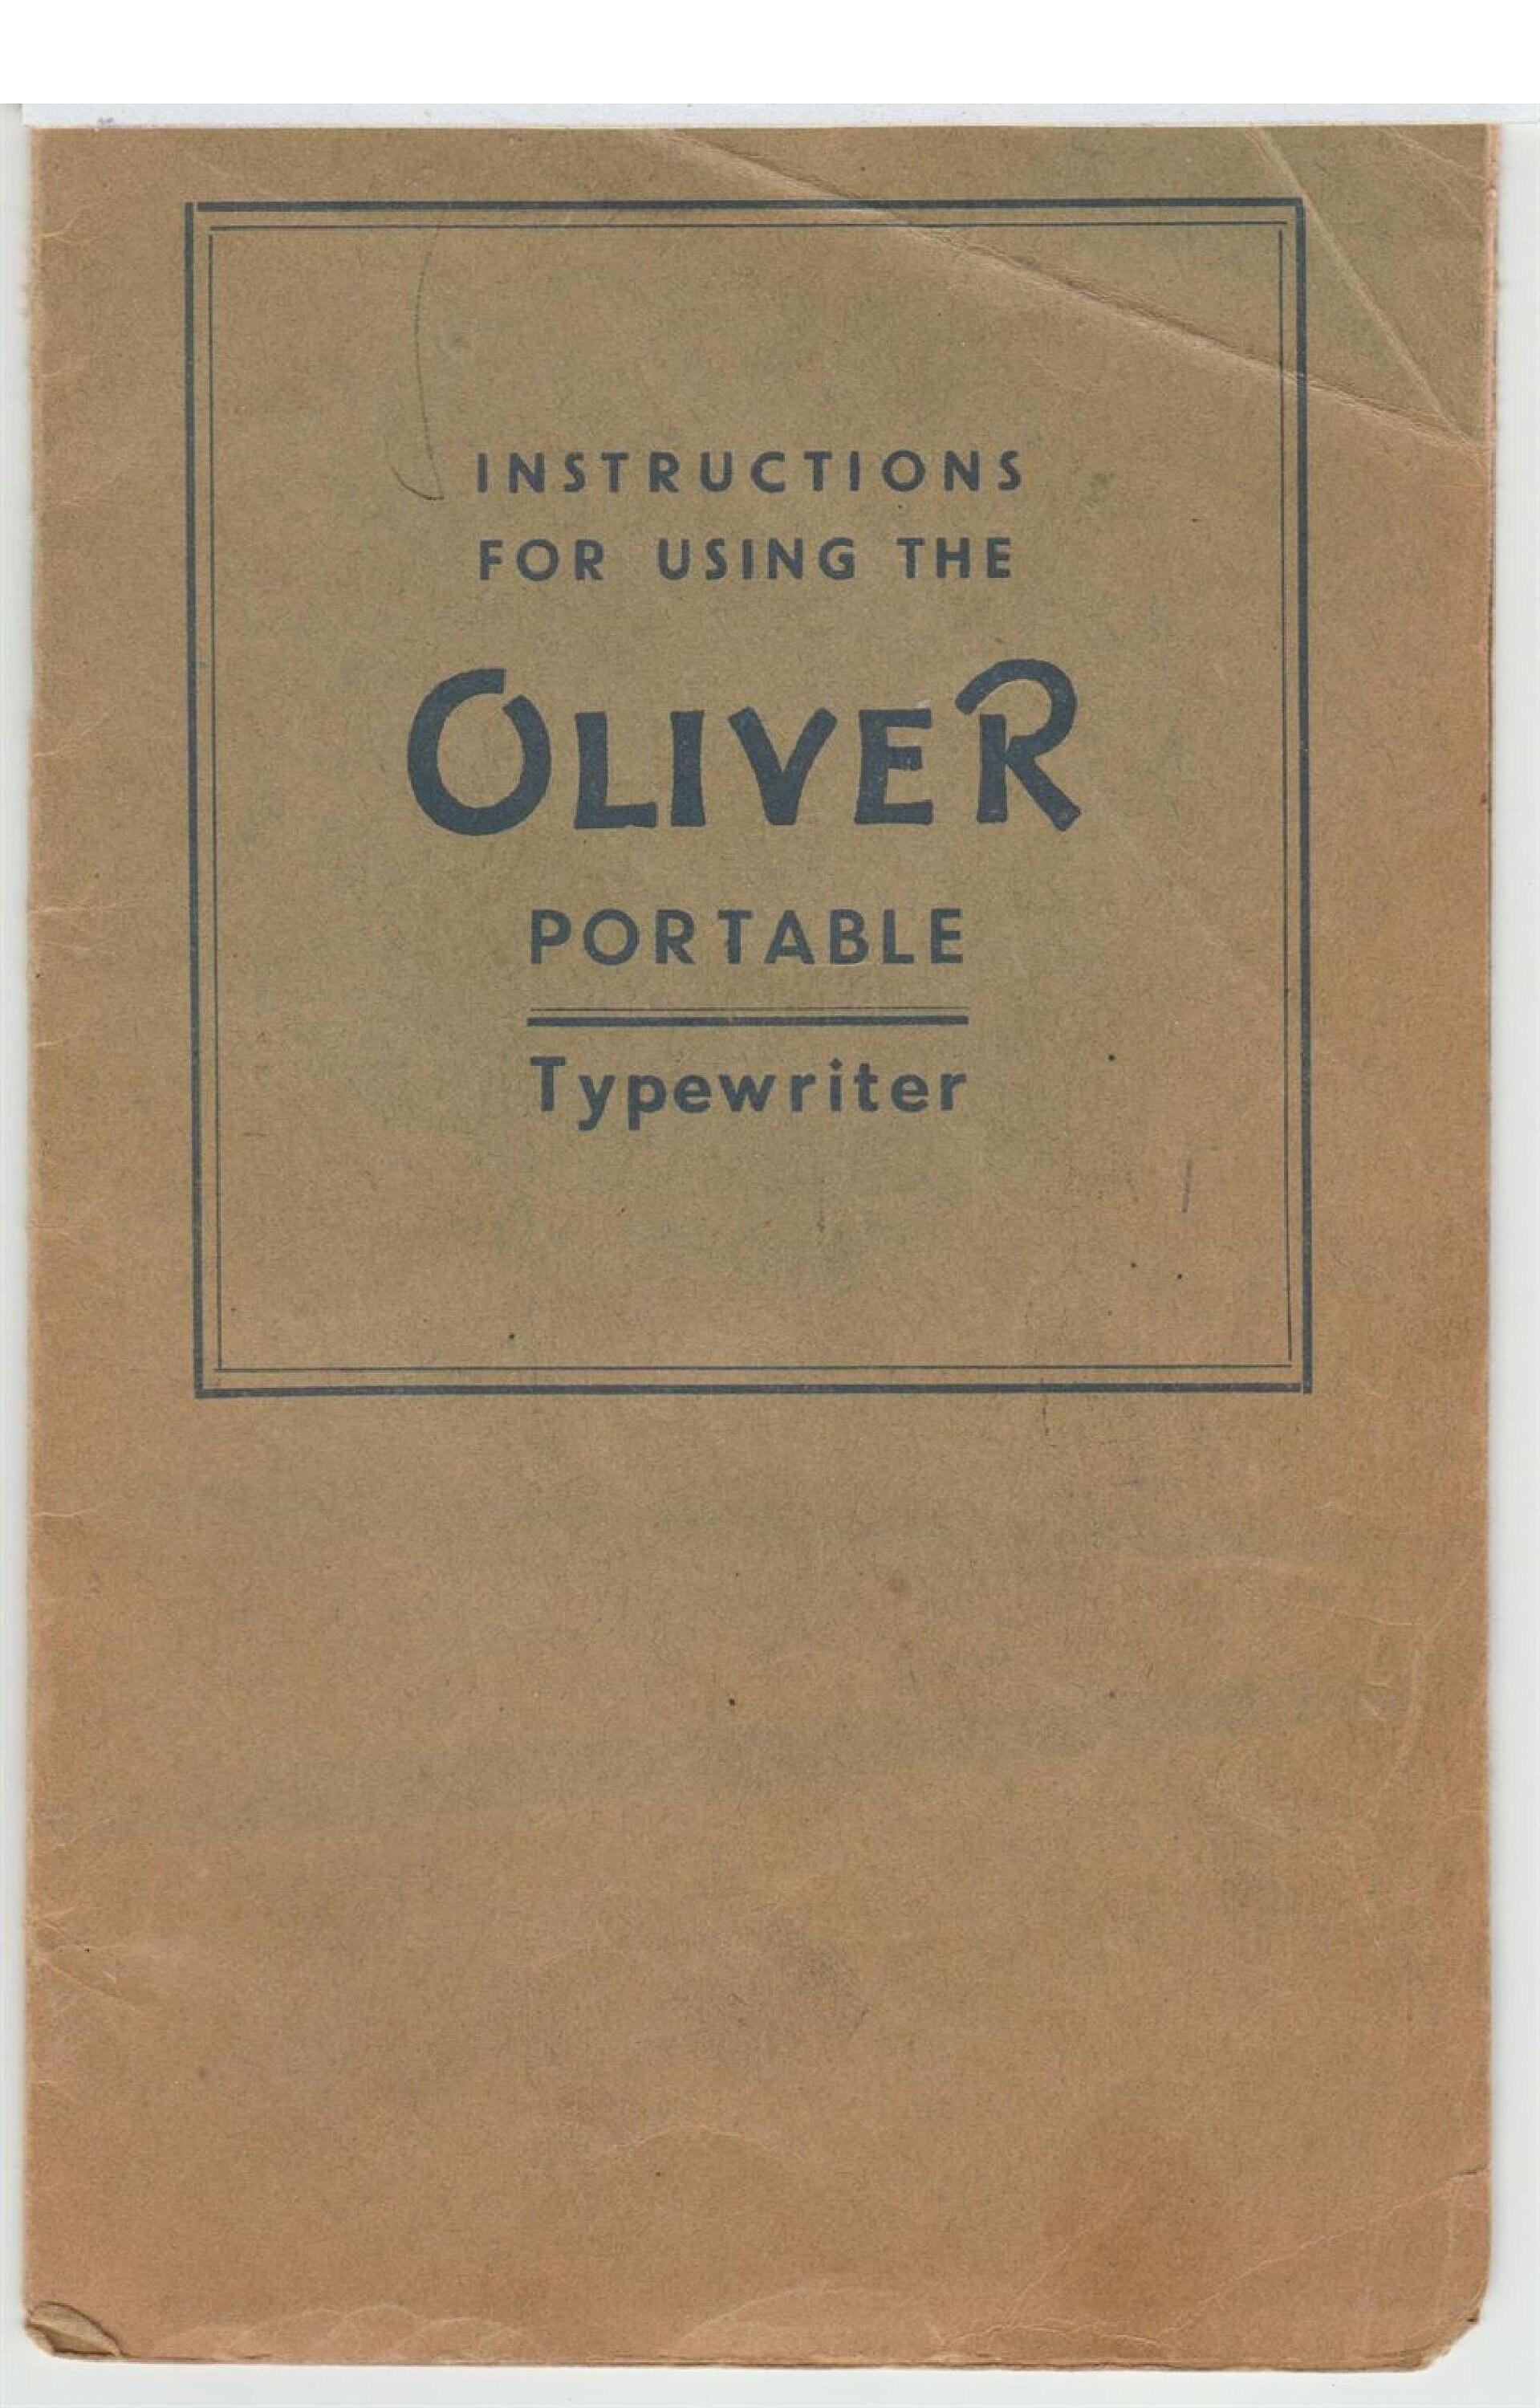 INSTRUCTIONS
FOR USING THE
OLIVER
PORTABLE
Typewriter